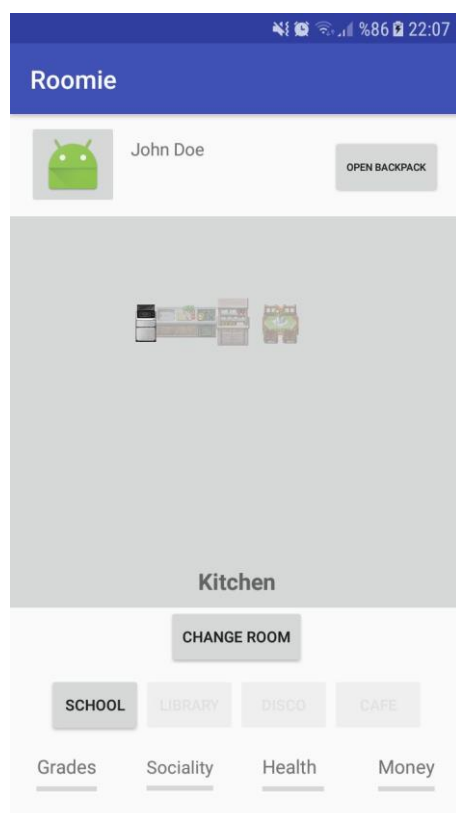 %86 22:07
Roomie
John Doe
OPEN BACKPACK
Kitchen
CHANGE ROOM
SCHOOL LIBRARY DISCO CAFE
Grades Sociality Health Money